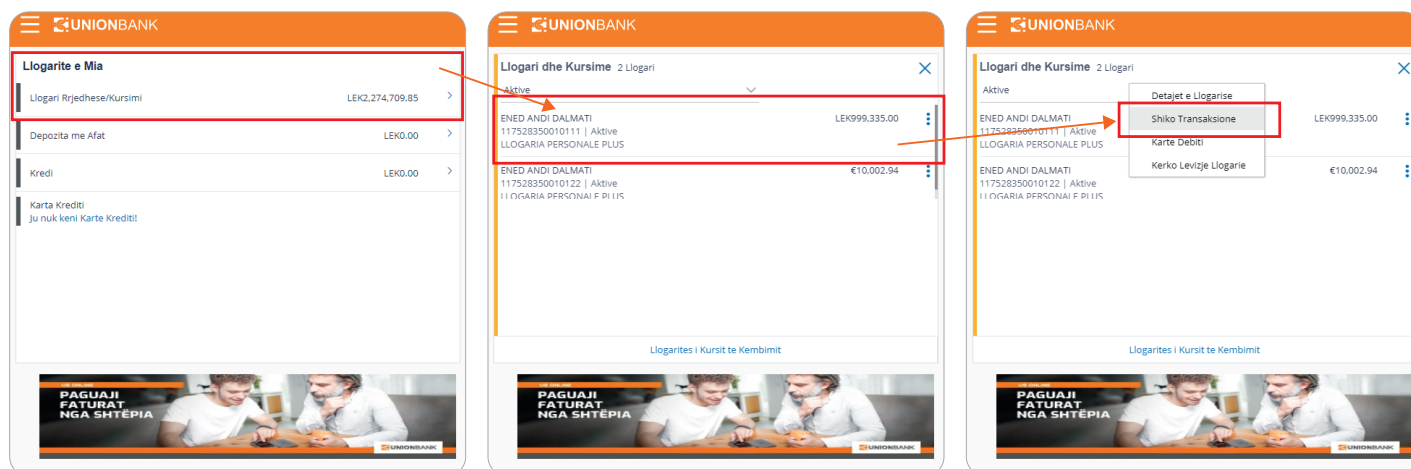 UNIONBANK
Llogarite e Mia
Llogari Rrjedhese/Kursimi LEK2,274,709.85
Depozita me Afat LEK0.00
Kredi LEK0.00
Karta Krediti
Ju nuk keni Karte Krediti!
US ONLINE
PAGUAJI
FATURAT
NGA SHTËPIA
UNIONBANK
UNIONBANK
Llogari dhe Kursime 2 Llogari
Aktive
ENED ANDI DALMATI LEK999,335.00
117528350010111 | Aktive
LLOGARIA PERSONALE PLUS
ENED ANDI DALMATI €10,002.94
117528350010122 | Aktive
LLOGARIA PERSONALE PLUS
Llogarites i Kursit te Kembimit
PAGUAJI
FATURAT
NGA SHTËPIA
UNIONBANK
UNIONBANK
Llogari dhe Kursime 2 Llogari
Aktive
Detajet e Llogarise
Shiko Transaksione
Karte Debiti
Kerko Levizje Llogarie
ENED ANDI DALMATI LEK999,335.00
117528350010111 | Aktive
LLOGARIA PERSONALE PLUS
ENED ANDI DALMATI €10,002.94
117528350010122 | Aktive
LLOGARIA PERSONALE PLUS
Llogarites i Kursit te Kembimit
PAGUAJI
FATURAT
NGA SHTËPIA
UNIONBANK